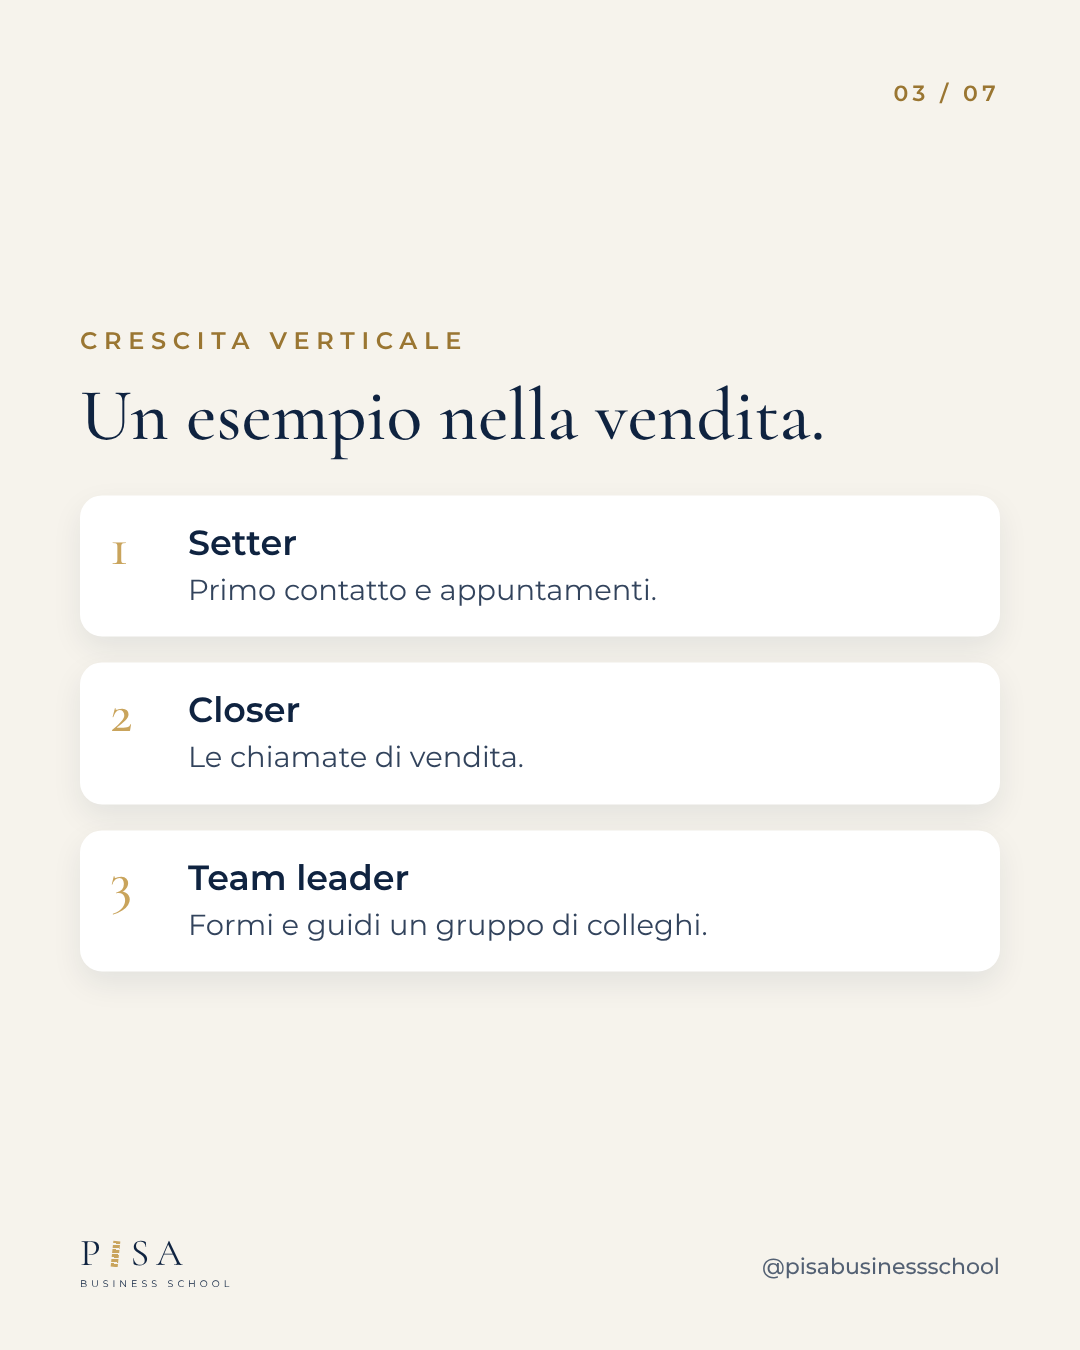 03 / 07
CRESCITA VERTICALE
Un esempio nella vendita.
1
Setter
Primo contatto e appuntamenti.
2
Closer
Le chiamate di vendita.
3
Team leader
Formi e guidi un gruppo di colleghi.
PISA
BUSINESS SCHOOL
@pisabusinessschool